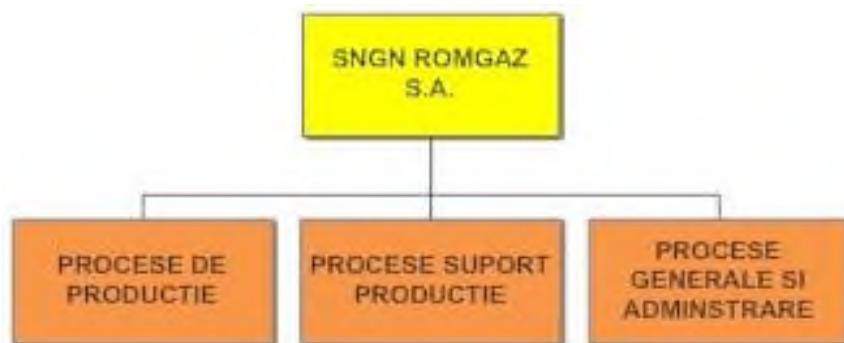 SNGN ROMGAZ
S.A.
PROCESE DE
PRODUCTIE
PROCESE SUPORT
PRODUCTIE
PROCESE
GENERALE SI
ADMINSTRARE